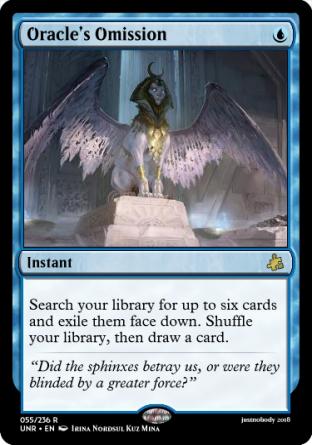 Oracle's Omission
Instant
Search your library for up to six cards
and exile them face down. Shuffle
your library, then draw a card.
“Did the sphinxes betray us, or were they
blinded by a greater force?”
055/236 R
UNR • EN Irina Nordsul Kuz Mina
justnobody 2018